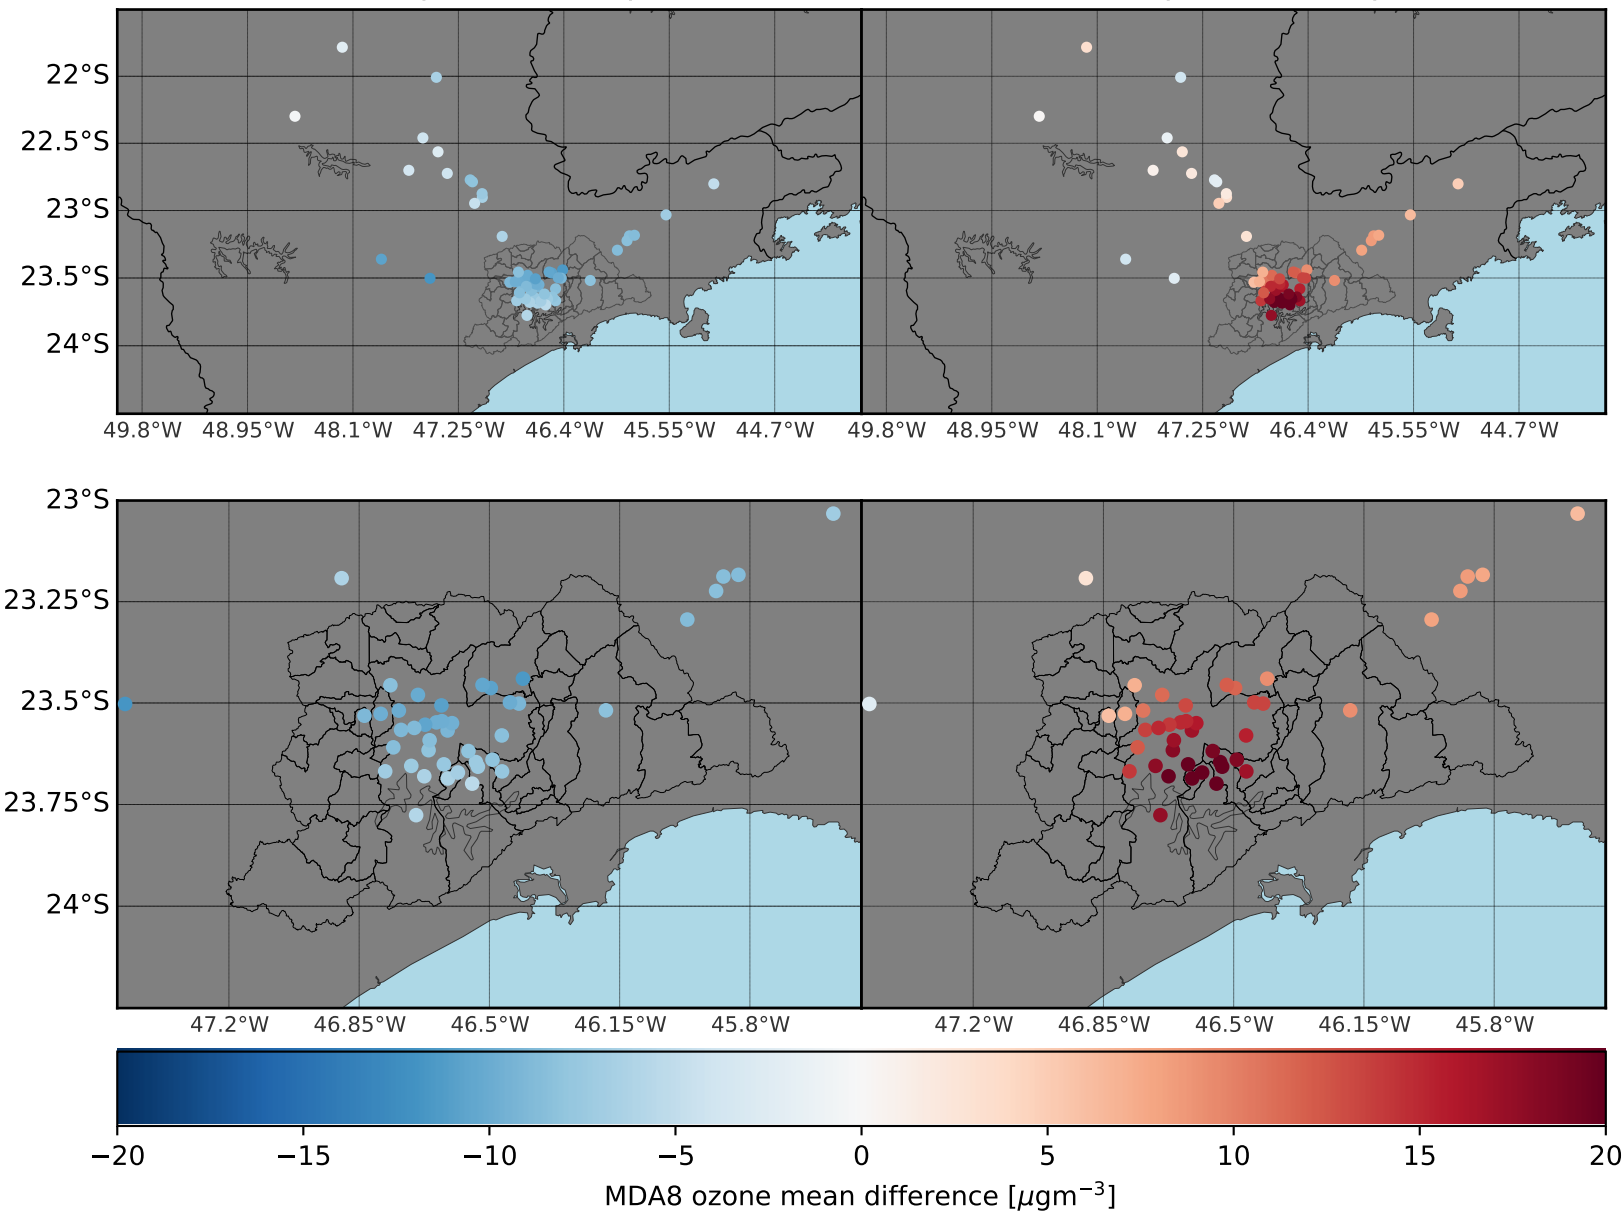 22°S
22.5°S
23°S
23.5°S
24°S
49.8°W 48.95°W 48.1°W 47.25°W 46.4°W 45.55°W 44.7°W 49.8°W 48.95°W 48.1°W 47.25°W 46.4°W 45.55°W 44.7°W
23°S
23.25°S
23.5°S
23.75°S
24°S
47.2°W 46.85°W 46.5°W 46.15°W 45.8°W 47.2°W 46.85°W 46.5°W 46.15°W 45.8°W
−20 −15 −10 −5 0 5 10 15 20
MDA8 ozone mean difference [μgm⁻³]